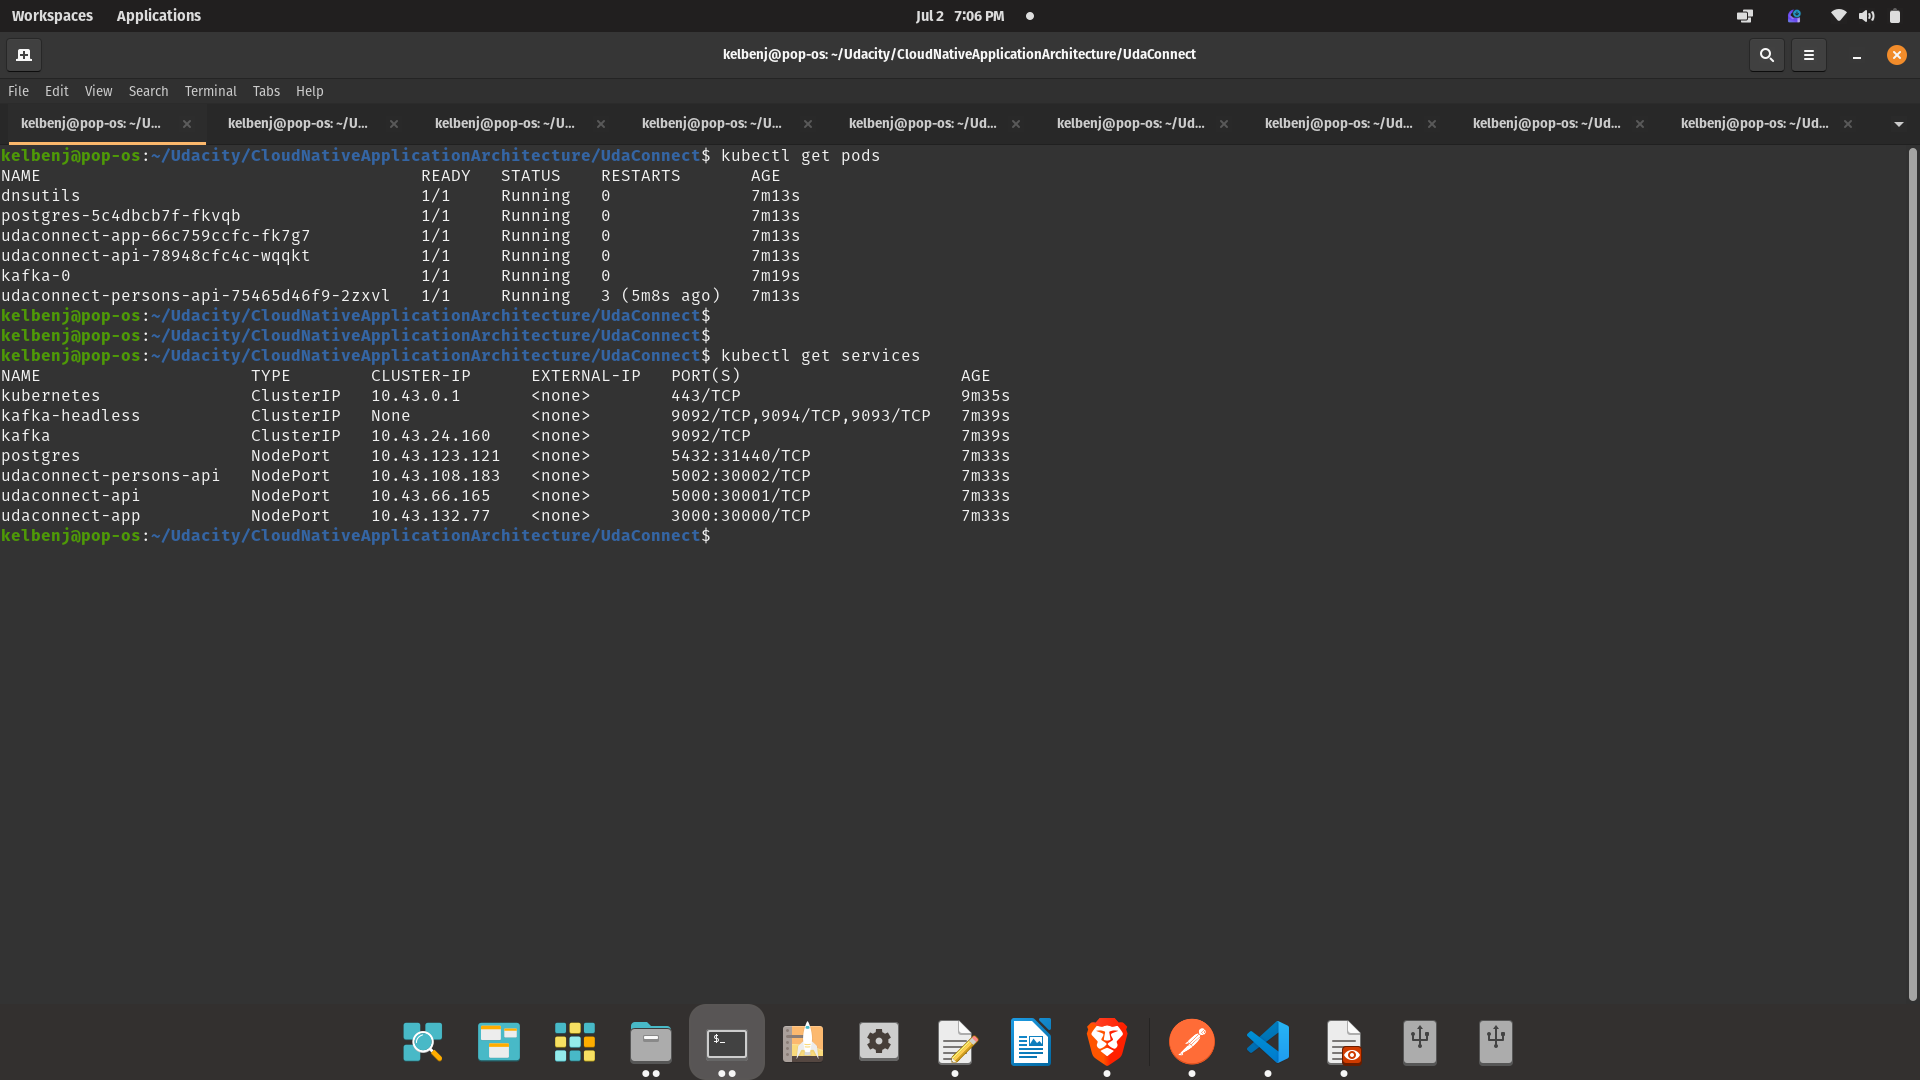 Workspaces Applications Jul 2 7:06 PM
kelbenj@pop-os: ~/Udacity/CloudNativeApplicationArchitecture/UdaConnect
File Edit View Search Terminal Tabs Help
kelbenj@pop-os: ~/U... kelbenj@pop-os: ~/U... kelbenj@pop-os: ~/U... kelbenj@pop-os: ~/U... kelbenj@pop-os: ~/Ud... kelbenj@pop-os: ~/Ud... kelbenj@pop-os: ~/Ud... kelbenj@pop-os: ~/Ud... kelbenj@pop-os: ~/Ud...
kelbenj@pop-os:~/Udacity/CloudNativeApplicationArchitecture/UdaConnect$ kubectl get pods
NAME READY STATUS RESTARTS AGE
dnsutils 1/1 Running 0 7m13s
postgres-5c4dbcb7f-fkvqb 1/1 Running 0 7m13s
udaconnect-app-66c759ccfc-fk7g7 1/1 Running 0 7m13s
udaconnect-api-78948cfc4c-wqqkt 1/1 Running 0 7m13s
kafka-0 1/1 Running 0 7m19s
udaconnect-persons-api-75465d46f9-2zxvl 1/1 Running 3 (5m8s ago) 7m13s
kelbenj@pop-os:~/Udacity/CloudNativeApplicationArchitecture/UdaConnect$
kelbenj@pop-os:~/Udacity/CloudNativeApplicationArchitecture/UdaConnect$
kelbenj@pop-os:~/Udacity/CloudNativeApplicationArchitecture/UdaConnect$ kubectl get services
NAME TYPE CLUSTER-IP EXTERNAL-IP PORT(S) AGE
kubernetes ClusterIP 10.43.0.1 <none> 443/TCP 9m35s
kafka-headless ClusterIP None <none> 9092/TCP,9094/TCP,9093/TCP 7m39s
kafka ClusterIP 10.43.24.160 <none> 9092/TCP 7m39s
postgres NodePort 10.43.123.121 <none> 5432:31440/TCP 7m33s
udaconnect-persons-api NodePort 10.43.108.183 <none> 5002:30002/TCP 7m33s
udaconnect-api NodePort 10.43.66.165 <none> 5000:30001/TCP 7m33s
udaconnect-app NodePort 10.43.132.77 <none> 3000:30000/TCP 7m33s
kelbenj@pop-os:~/Udacity/CloudNativeApplicationArchitecture/UdaConnect$
$_